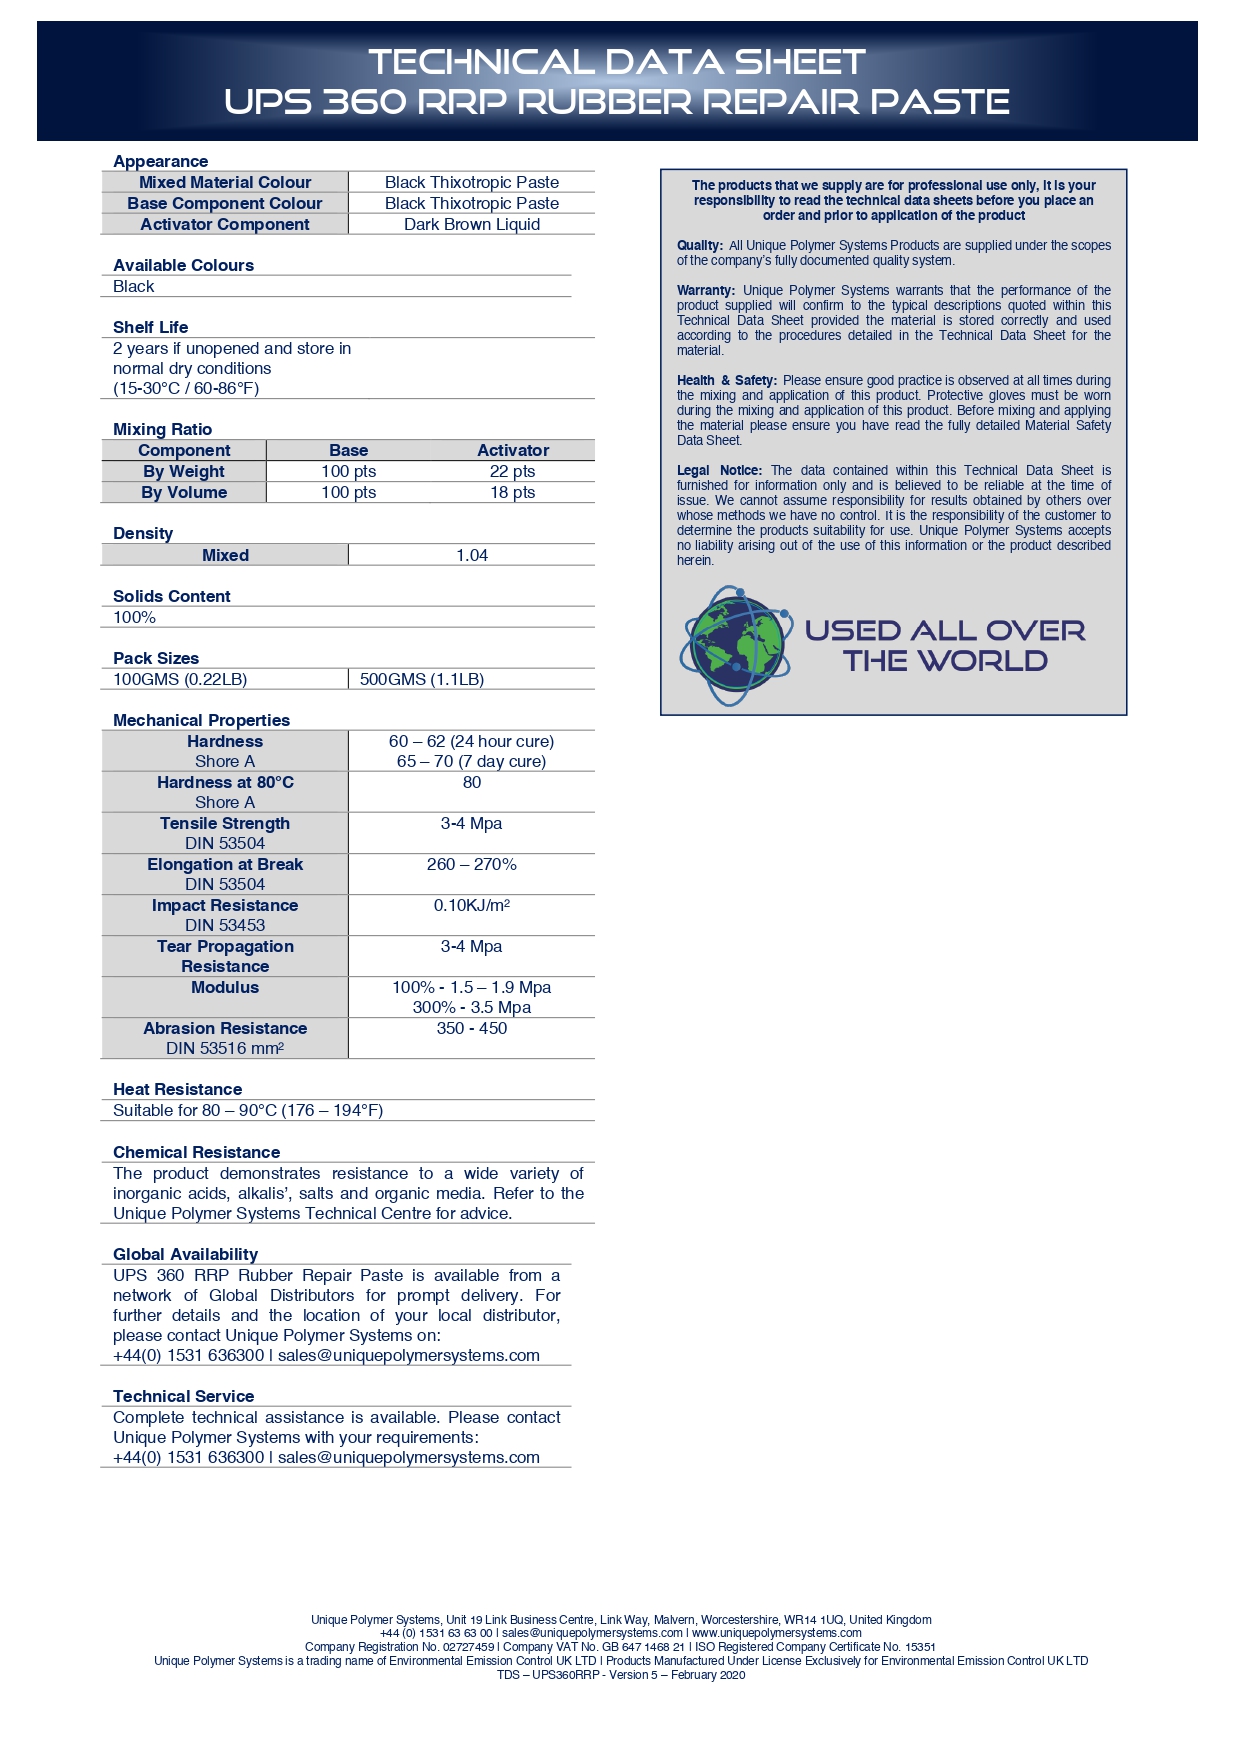 TECHNICAL DATA SHEET
UPS 360 RRP RUBBER REPAIR PASTE
Appearance
Mixed Material Colour Black Thixotropic Paste
Base Component Colour Black Thixotropic Paste
Activator Component Dark Brown Liquid
Available Colours
Black
Shelf Life
2 years if unopened and store in
normal dry conditions
(15-30°C / 60-86°F)
Mixing Ratio
Component Base Activator
By Weight 100 pts 22 pts
By Volume 100 pts 18 pts
Density
Mixed 1.04
Solids Content
100%
Pack Sizes
100GMS (0.22LB) 500GMS (1.1LB)
Mechanical Properties
Hardness 60 – 62 (24 hour cure)
Shore A 65 – 70 (7 day cure)
Hardness at 80°C 80
Shore A
Tensile Strength 3-4 Mpa
DIN 53504
Elongation at Break 260 – 270%
DIN 53504
Impact Resistance 0.10KJ/m²
DIN 53453
Tear Propagation 3-4 Mpa
Resistance
Modulus 100% - 1.5 – 1.9 Mpa
300% - 3.5 Mpa
Abrasion Resistance 350 - 450
DIN 53516 mm²
Heat Resistance
Suitable for 80 – 90°C (176 – 194°F)
Chemical Resistance
The product demonstrates resistance to a wide variety of
inorganic acids, alkalis’, salts and organic media. Refer to the
Unique Polymer Systems Technical Centre for advice.
Global Availability
UPS 360 RRP Rubber Repair Paste is available from a
network of Global Distributors for prompt delivery. For
further details and the location of your local distributor,
please contact Unique Polymer Systems on:
+44(0) 1531 636300 | sales@uniquepolymersystems.com
Technical Service
Complete technical assistance is available. Please contact
Unique Polymer Systems with your requirements:
+44(0) 1531 636300 | sales@uniquepolymersystems.com
The products that we supply are for professional use only, it is your
responsibility to read the technical data sheets before you place an
order and prior to application of the product
Quality: All Unique Polymer Systems Products are supplied under the scopes
of the company’s fully documented quality system.
Warranty: Unique Polymer Systems warrants that the performance of the
product supplied will confirm to the typical descriptions quoted within this
Technical Data Sheet provided the material is stored correctly and used
according to the procedures detailed in the Technical Data Sheet for the
material.
Health & Safety: Please ensure good practice is observed at all times during
the mixing and application of this product. Protective gloves must be worn
during the mixing and application of this product. Before mixing and applying
the material please ensure you have read the fully detailed Material Safety
Data Sheet.
Legal Notice: The data contained within this Technical Data Sheet is
furnished for information only and is believed to be reliable at the time of
issue. We cannot assume responsibility for results obtained by others over
whose methods we have no control. It is the responsibility of the customer to
determine the products suitability for use. Unique Polymer Systems accepts
no liability arising out of the use of this information or the product described
herein.
USED ALL OVER
THE WORLD
Unique Polymer Systems, Unit 19 Link Business Centre, Link Way, Malvern, Worcestershire, WR14 1UQ, United Kingdom
+44 (0) 1531 63 63 00 | sales@uniquepolymersystems.com | www.uniquepolymersystems.com
Company Registration No. 02727459 | Company VAT No. GB 647 1468 21 | ISO Registered Company Certificate No. 15351
Unique Polymer Systems is a trading name of Environmental Emission Control UK LTD | Products Manufactured Under License Exclusively for Environmental Emission Control UK LTD
TDS – UPS360RRP - Version 5 – February 2020